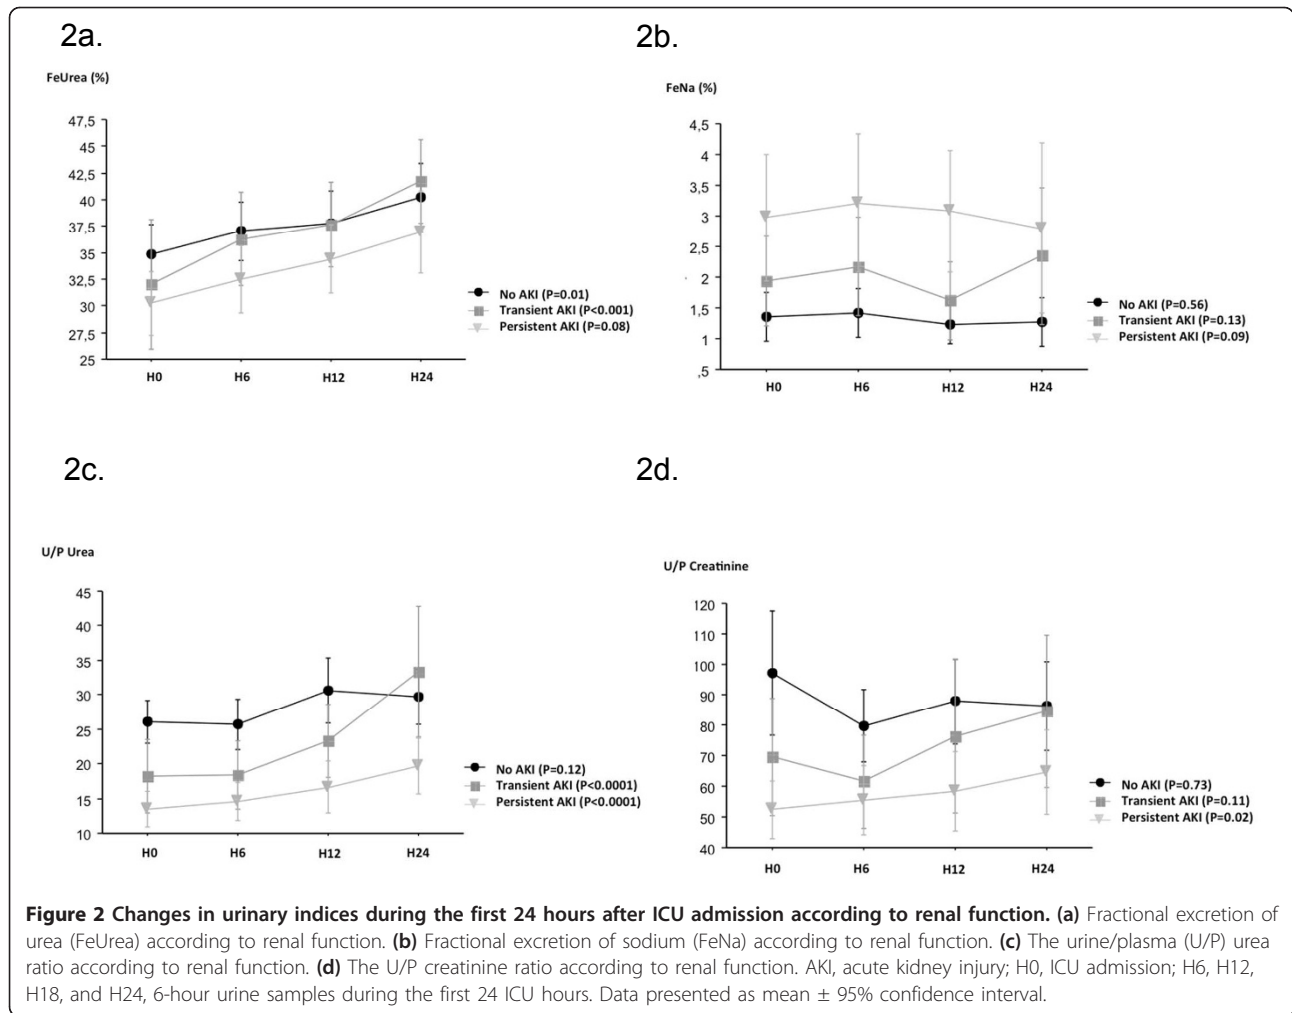 2a.
FeUrea (%)
47,5
45
42,5
40
37,5
35
32,5
30
27,5
25
H0 H6 H12 H24
No AKI (P=0.01)
Transient AKI (P<0.001)
Persistent AKI (P=0.08)
2b.
FeNa (%)
4,5
4
3,5
3
2,5
2
1,5
1
,5
H0 H6 H12 H24
No AKI (P=0.56)
Transient AKI (P=0.13)
Persistent AKI (P=0.09)
2c.
U/P Urea
45
40
35
30
25
20
15
10
H0 H6 H12 H24
No AKI (P=0.12)
Transient AKI (P<0.0001)
Persistent AKI (P<0.0001)
2d.
U/P Creatinine
120
110
100
90
80
70
60
50
40
H0 H6 H12 H24
No AKI (P=0.73)
Transient AKI (P=0.11)
Persistent AKI (P=0.02)
Figure 2 Changes in urinary indices during the first 24 hours after ICU admission according to renal function. (a) Fractional excretion of
urea (FeUrea) according to renal function. (b) Fractional excretion of sodium (FeNa) according to renal function. (c) The urine/plasma (U/P) urea
ratio according to renal function. (d) The U/P creatinine ratio according to renal function. AKI, acute kidney injury; H0, ICU admission; H6, H12,
H18, and H24, 6-hour urine samples during the first 24 ICU hours. Data presented as mean ± 95% confidence interval.